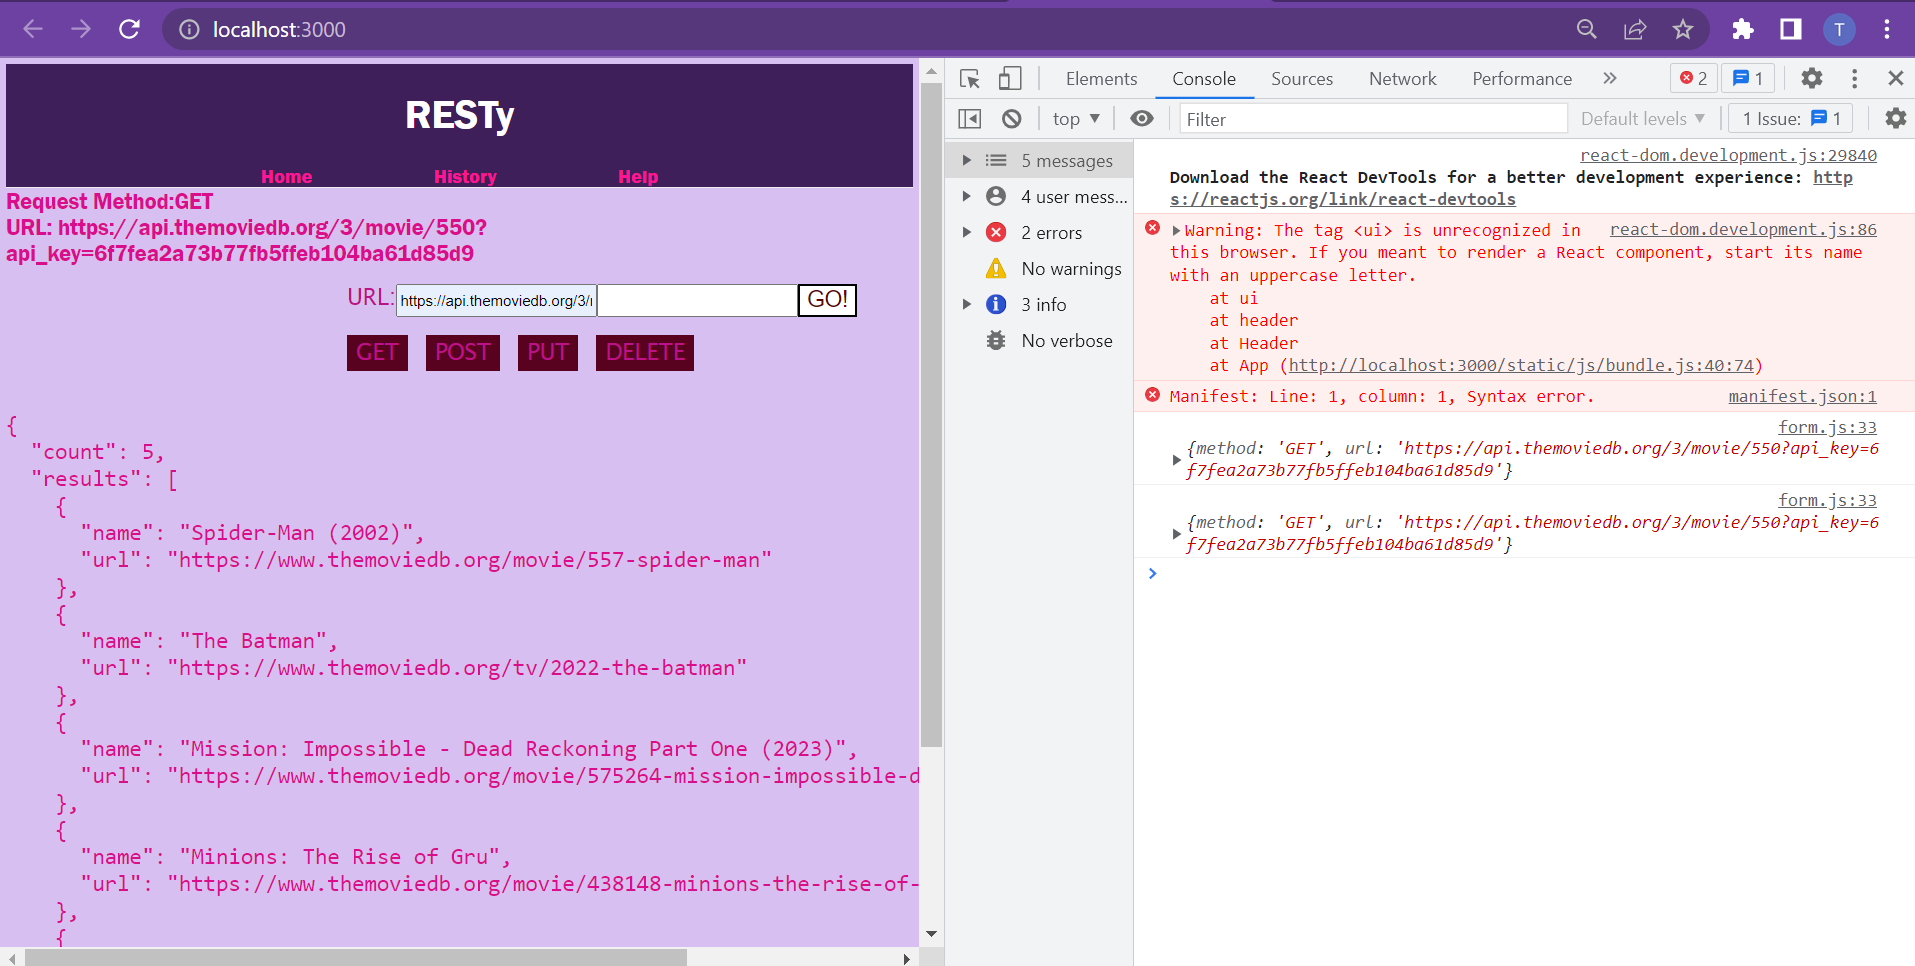 localhost:3000
T
RESTy
Home History Help
Request Method:GET
URL: https://api.themoviedb.org/3/movie/550?
api_key=6f7fea2a73b77fb5ffeb104ba61d85d9
URL: https://api.themoviedb.org/3/ GO!
GET POST PUT DELETE
{
"count": 5,
"results": [
{
"name": "Spider-Man (2002)",
"url": "https://www.themoviedb.org/movie/557-spider-man"
},
{
"name": "The Batman",
"url": "https://www.themoviedb.org/tv/2022-the-batman"
},
{
"name": "Mission: Impossible - Dead Reckoning Part One (2023)",
"url": "https://www.themoviedb.org/movie/575264-mission-impossible-d
},
{
"name": "Minions: The Rise of Gru",
"url": "https://www.themoviedb.org/movie/438148-minions-the-rise-of-
},
{
Elements Console Sources Network Performance » 2 1
top Filter Default levels 1 Issue: 1
5 messages
4 user mess...
2 errors
No warnings
3 info
No verbose
react-dom.development.js:29840
Download the React DevTools for a better development experience: http
s://reactjs.org/link/react-devtools
Warning: The tag <ui> is unrecognized in react-dom.development.js:86
this browser. If you meant to render a React component, start its name
with an uppercase letter.
at ui
at header
at Header
at App (http://localhost:3000/static/js/bundle.js:40:74)
Manifest: Line: 1, column: 1, Syntax error. manifest.json:1
form.js:33
{method: 'GET', url: 'https://api.themoviedb.org/3/movie/550?api_key=6
f7fea2a73b77fb5ffeb104ba61d85d9'}
form.js:33
{method: 'GET', url: 'https://api.themoviedb.org/3/movie/550?api_key=6
f7fea2a73b77fb5ffeb104ba61d85d9'}